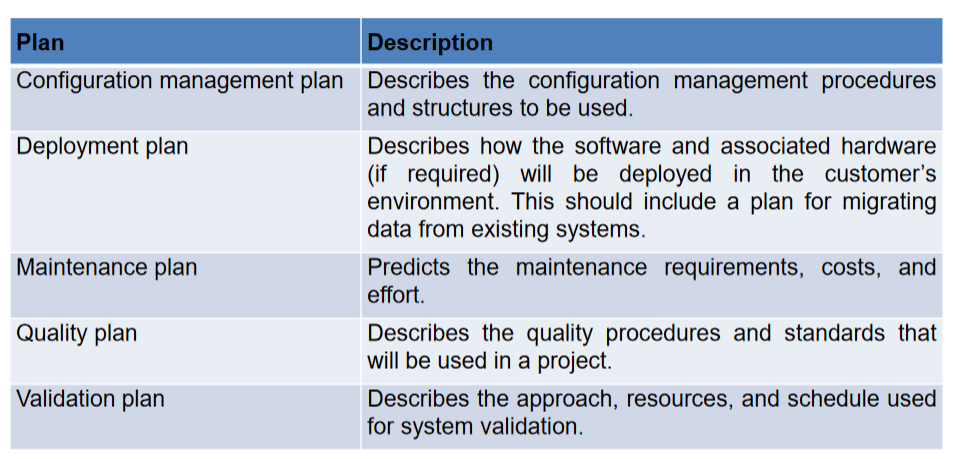 Plan Description
Configuration management plan Describes the configuration management procedures
and structures to be used.
Deployment plan Describes how the software and associated hardware
(if required) will be deployed in the customer’s
environment. This should include a plan for migrating
data from existing systems.
Maintenance plan Predicts the maintenance requirements, costs, and
effort.
Quality plan Describes the quality procedures and standards that
will be used in a project.
Validation plan Describes the approach, resources, and schedule used
for system validation.